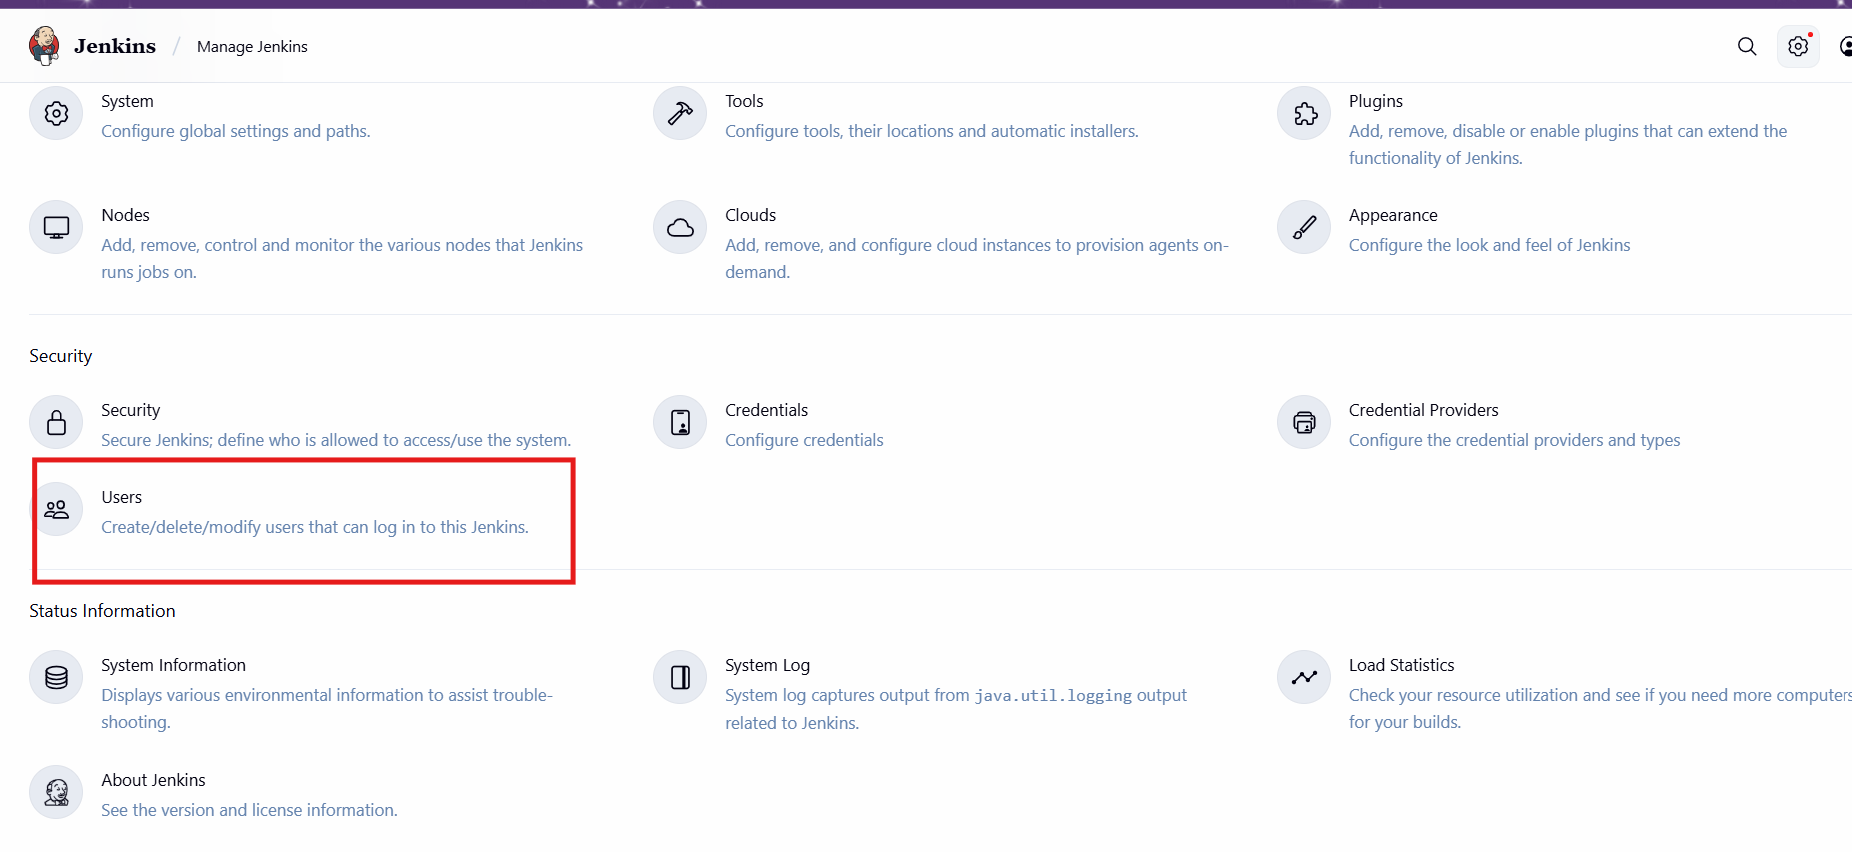 Jenkins / Manage Jenkins
System
Configure global settings and paths.
Tools
Configure tools, their locations and automatic installers.
Plugins
Add, remove, disable or enable plugins that can extend the
functionality of Jenkins.
Nodes
Add, remove, control and monitor the various nodes that Jenkins
runs jobs on.
Clouds
Add, remove, and configure cloud instances to provision agents on-
demand.
Appearance
Configure the look and feel of Jenkins
Security
Security
Secure Jenkins; define who is allowed to access/use the system.
Credentials
Configure credentials
Credential Providers
Configure the credential providers and types
Users
Create/delete/modify users that can log in to this Jenkins.
Status Information
System Information
Displays various environmental information to assist trouble-
shooting.
System Log
System log captures output from java.util.logging output
related to Jenkins.
Load Statistics
Check your resource utilization and see if you need more computers
for your builds.
About Jenkins
See the version and license information.